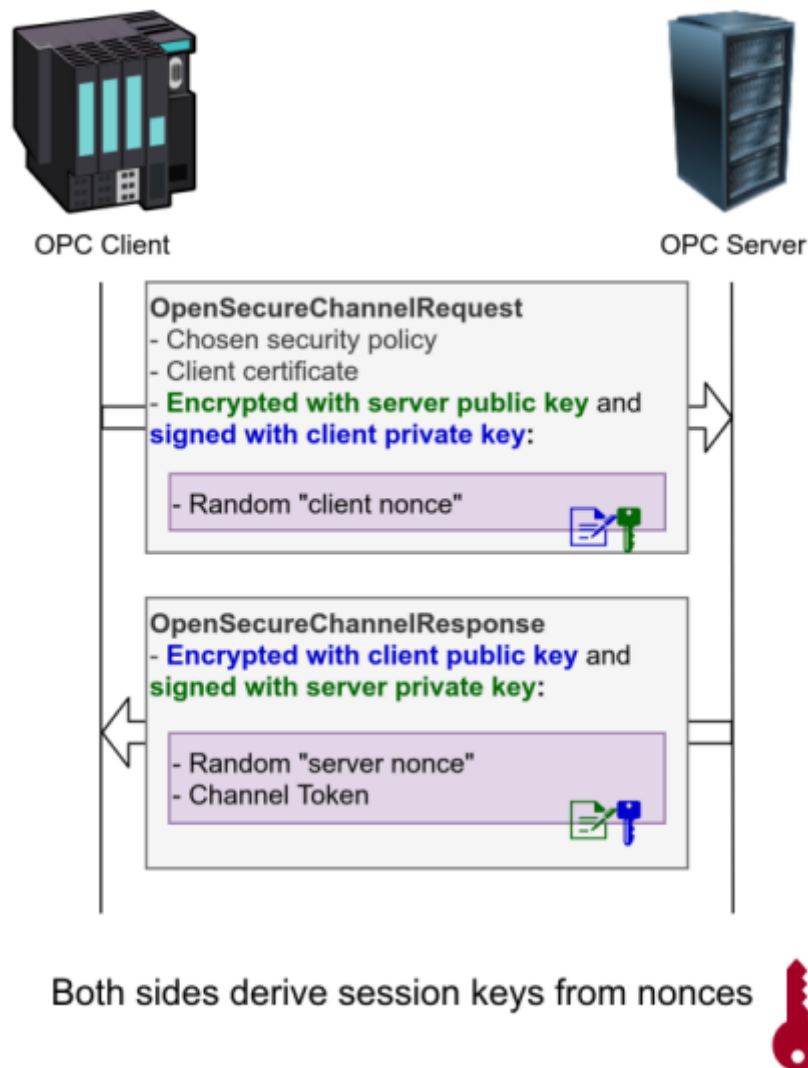 OPC Client
OPC Server
OpenSecureChannelRequest
- Chosen security policy
- Client certificate
- Encrypted with server public key and
signed with client private key:
- Random "client nonce"
OpenSecureChannelResponse
- Encrypted with client public key and
signed with server private key:
- Random "server nonce"
- Channel Token
Both sides derive session keys from nonces